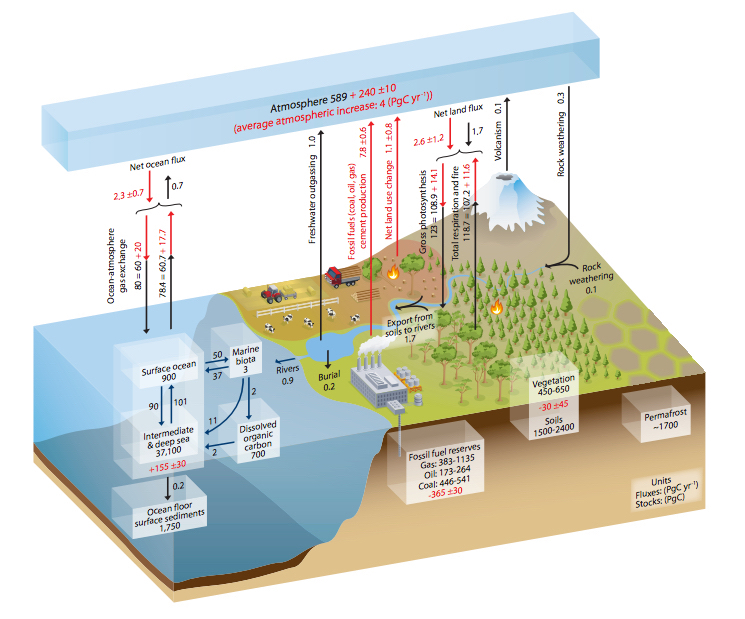 Atmosphere 589 + 240 ±10
(average atmospheric increase: 4 (PgC yr⁻¹))
Net ocean flux
2.3 ±0.7
0.7
Ocean-atmosphere
gas exchange
80 = 60 + 20
78.4 = 60.7 + 17.7
Freshwater outgassing 1.0
Fossil fuels (coal, oil, gas)
cement production 7.8 ±0.6
Net land use change 1.1 ±0.8
Net land flux
2.6 ±1.2
1.7
Gross photosynthesis
123 = 108.9 + 14.1
Total respiration and fire
118.7 = 107.2 + 11.6
Volcanism 0.1
Rock weathering 0.3
Rock
weathering
0.1
Export from
soils to rivers
1.7
Rivers
0.9
Burial
0.2
Surface ocean
900
50
37
Marine
biota
3
90
101
11
2
2
Intermediate
& deep sea
37,100
+155 ±30
Dissolved
organic
carbon
700
0.2
Ocean floor
surface sediments
1,750
Fossil fuel reserves
Gas: 383-1135
Oil: 173-264
Coal: 446-541
-365 ±30
Vegetation
450-650
-30 ±45
Soils
1500-2400
Permafrost
~1700
Units
Fluxes: (PgC yr⁻¹)
Stocks: (PgC)